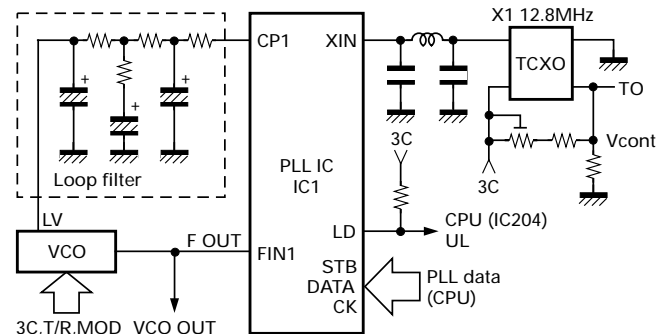 X1 12.8MHz
CP1
XIN
TCXO
TO
+
+
+
3C
Vcont
3C
Loop filter
PLL IC
IC1
LV
VCO
F OUT
FIN1
LD
CPU (IC204)
UL
STB
DATA
CK
PLL data
(CPU)
3C,T/R,MOD
VCO OUT